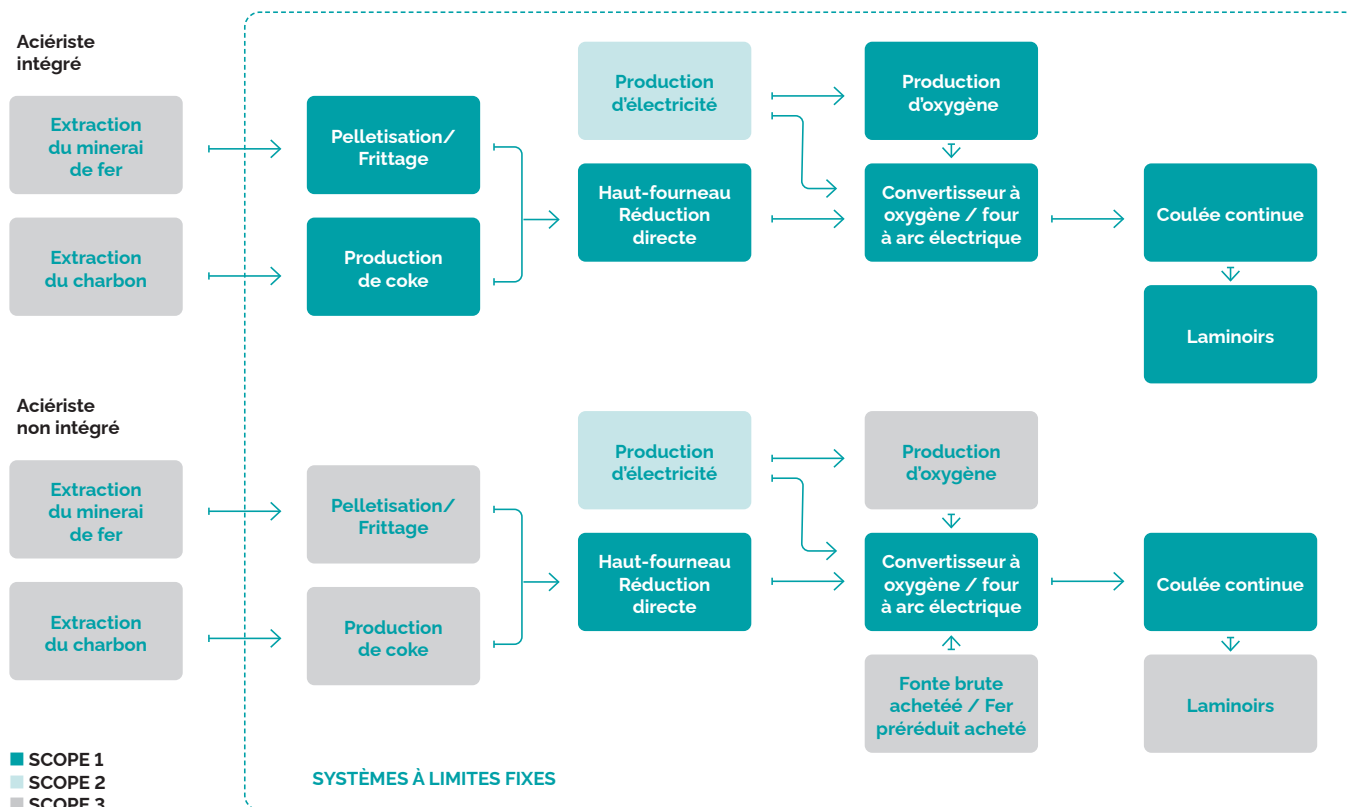 Aciériste
intégré
Extraction
du minerai
de fer
Extraction
du charbon
Pelletisation/
Frittage
Production
de coke
Production
d'électricité
Haut-fourneau
Réduction
directe
Production
d'oxygène
Convertisseur à
oxygène / four
à arc électrique
Coulée continue
Laminoirs
Aciériste
non intégré
Extraction
du minerai
de fer
Extraction
du charbon
Pelletisation/
Frittage
Production
de coke
Production
d'électricité
Haut-fourneau
Réduction
directe
Production
d'oxygène
Convertisseur à
oxygène / four
à arc électrique
Fonte brute
achetéé / Fer
préréduit acheté
Coulée continue
Laminoirs
SCOPE 1
SCOPE 2
SCOPE 3
SYSTÈMES À LIMITES FIXES